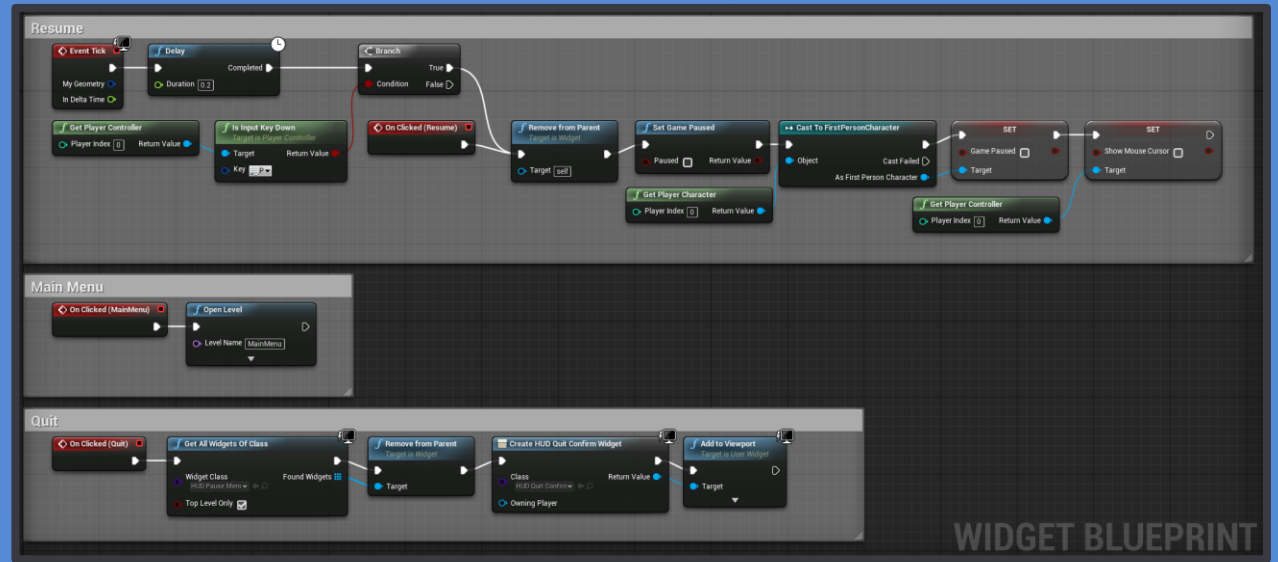 Resume
Event Tick
My Geometry
In Delta Time
Delay
Completed
Duration 0.2
Branch
True
Condition False
Get Player Controller
Player Index 0 Return Value
Is Input Key Down
Target is Player Controller
Target Return Value
Key P
On Clicked (Resume)
Remove from Parent
Target is Widget
Target self
Set Game Paused
Paused Return Value
Get Player Character
Player Index 0 Return Value
Cast To FirstPersonCharacter
Object Cast Failed
As First Person Character
SET
Game Paused
Target
SET
Show Mouse Cursor
Target
Get Player Controller
Player Index 0 Return Value
Main Menu
On Clicked (MainMenu)
Open Level
Level Name MainMenu
Quit
On Clicked (Quit)
Get All Widgets Of Class
Widget Class Found Widgets
HUD Pause Menu
Top Level Only
Remove from Parent
Target is Widget
Target
Create HUD Quit Confirm Widget
Class Return Value
HUD Quit Confirm
Owning Player
Add to Viewport
Target is User Widget
Target
WIDGET BLUEPRINT